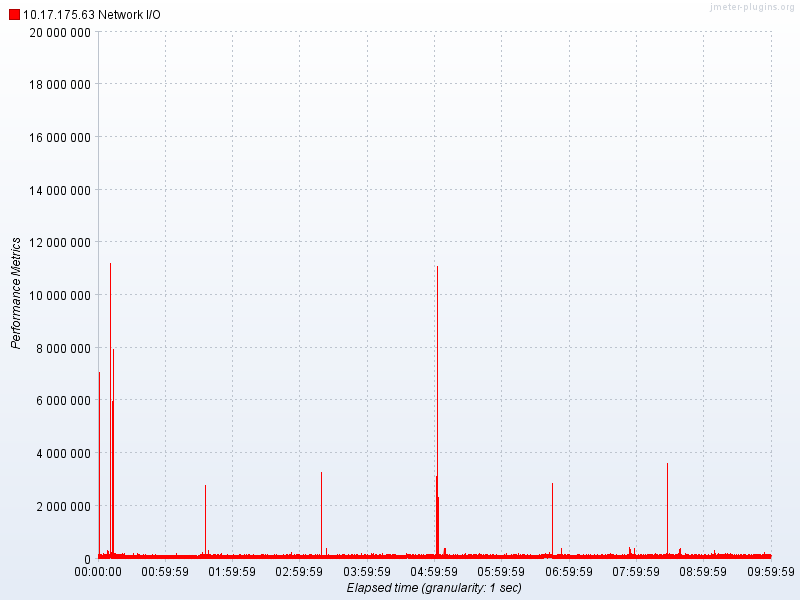 jmeter-plugins.org
10.17.175.63 Network I/O
20 000 000
18 000 000
16 000 000
14 000 000
12 000 000
10 000 000
8 000 000
6 000 000
4 000 000
2 000 000
0
Performance Metrics
00:00:00 00:59:59 01:59:59 02:59:59 03:59:59 04:59:59 05:59:59 06:59:59 07:59:59 08:59:59 09:59:59
Elapsed time (granularity: 1 sec)